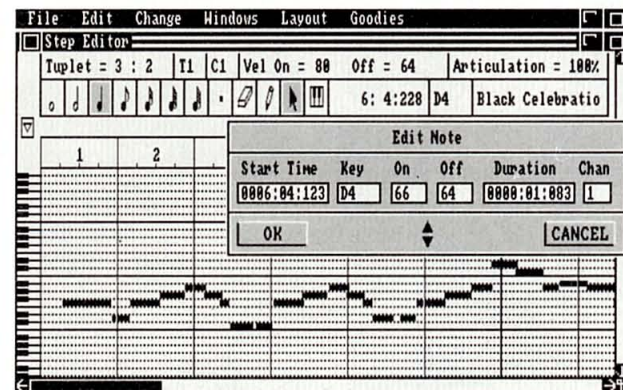 File Edit Change Windows Layout Goodies
Step Editor
Tuplet = 3 : 2 T1 C1 Vel On = 80 Off = 64 Articulation = 100%
6: 4:228 D4 Black Celebratio
Edit Note
1 2
Start Time Key On Off Duration Chan
0006:04:123 D4 66 64 0000:01:083 1
OK CANCEL